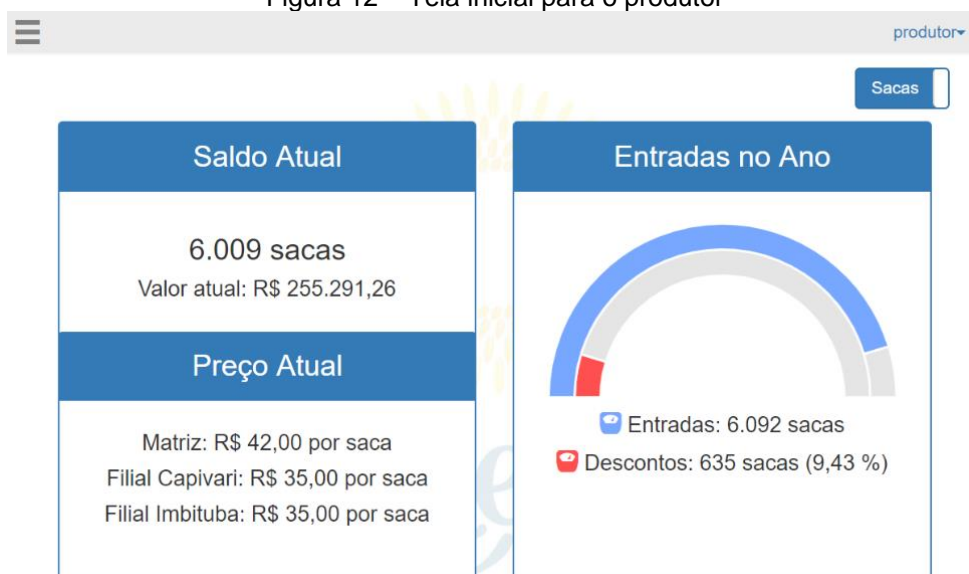 Figura 12 – Tela inicial para o produtor
produtor
Sacas
Saldo Atual
6.009 sacas
Valor atual: R$ 255.291,26
Preço Atual
Matriz: R$ 42,00 por saca
Filial Capivari: R$ 35,00 por saca
Filial Imbituba: R$ 35,00 por saca
Entradas no Ano
Entradas: 6.092 sacas
Descontos: 635 sacas (9,43 %)